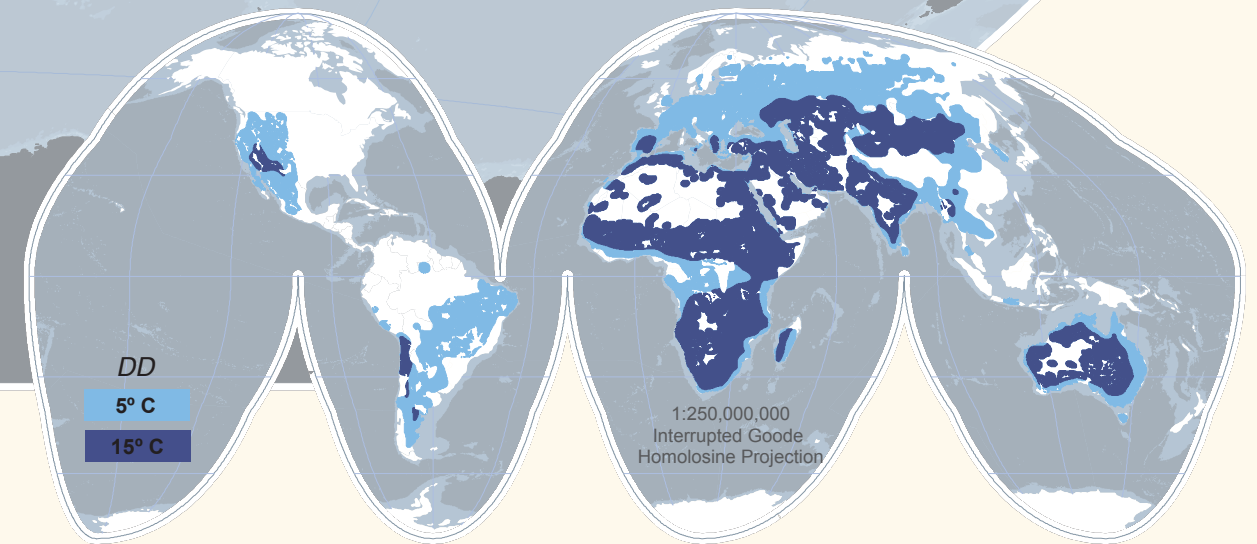 DD
5º C
15º C
1:250,000,000
Interrupted Goode
Homolosine Projection